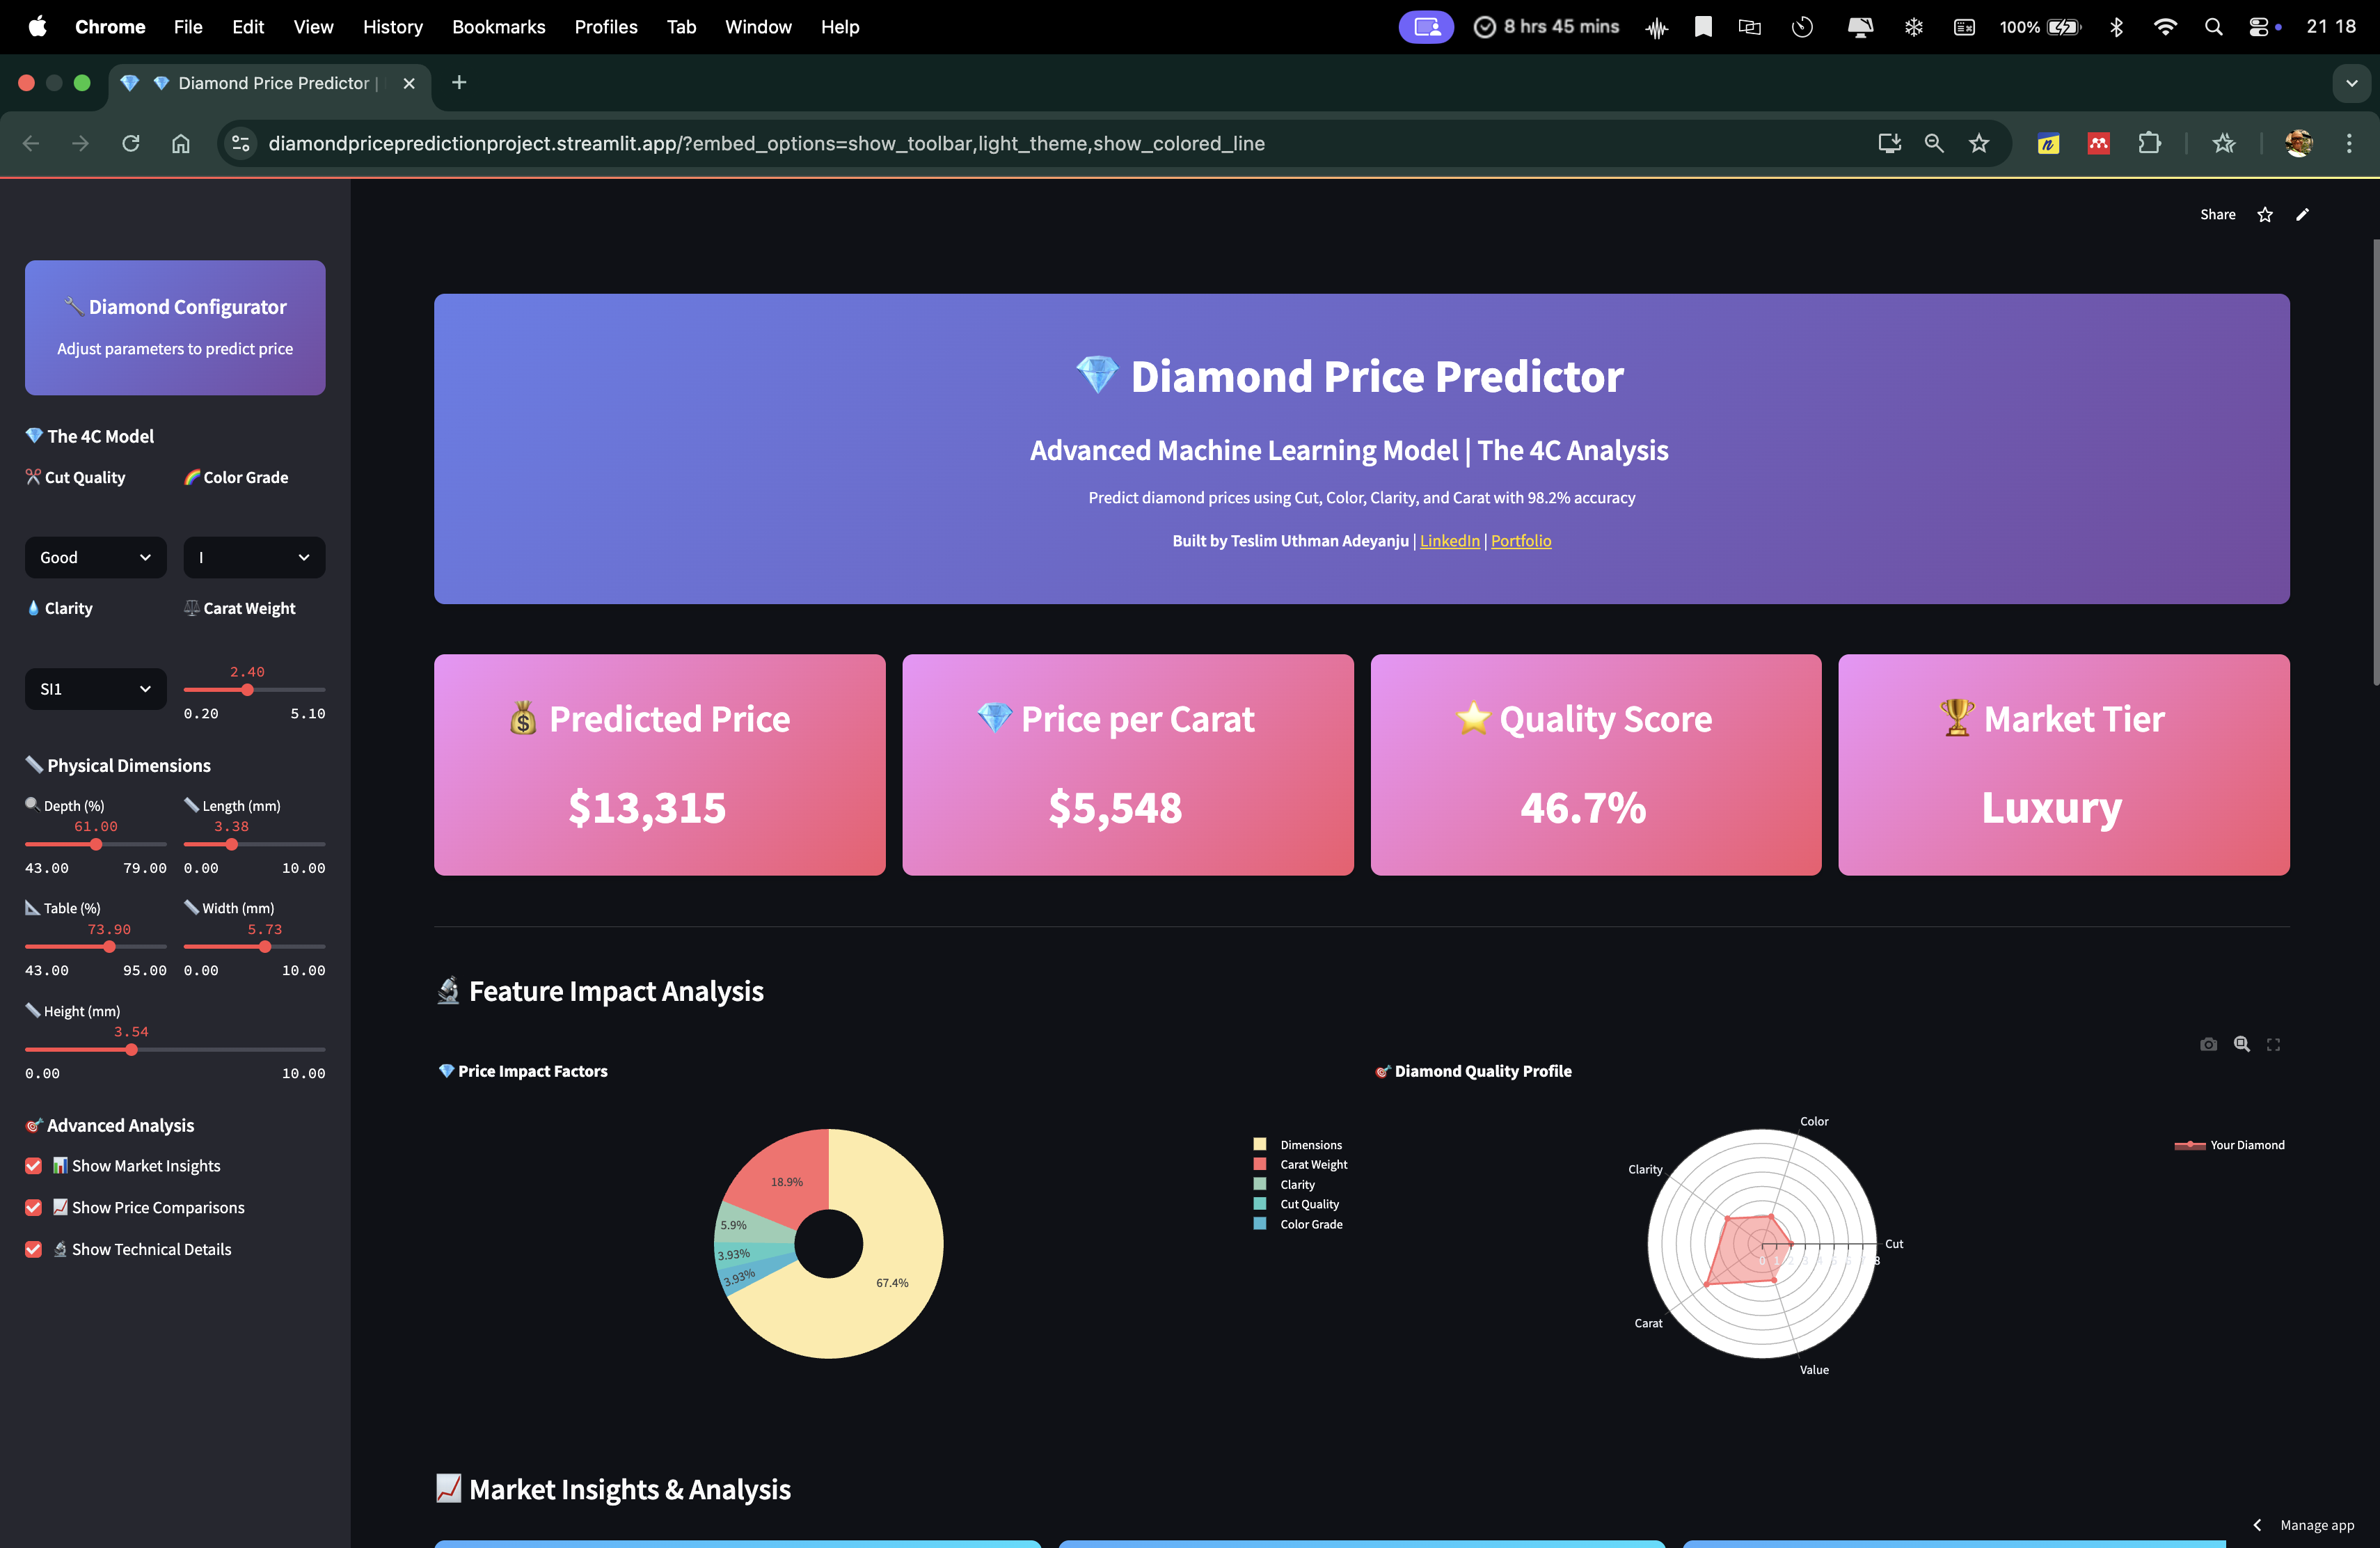 Chrome File Edit View History Bookmarks Profiles Tab Window Help 8 hrs 45 mins 100% 21 18
Diamond Price Predictor |
diamondpricepredictionproject.streamlit.app/?embed_options=show_toolbar,light_theme,show_colored_line
Share
Diamond Configurator
Adjust parameters to predict price
The 4C Model
Cut Quality Color Grade
Good I
Clarity Carat Weight
2.40
SI1
0.20 5.10
Physical Dimensions
Depth (%) Length (mm)
61.00 3.38
43.00 79.00 0.00 10.00
Table (%) Width (mm)
73.90 5.73
43.00 95.00 0.00 10.00
Height (mm)
3.54
0.00 10.00
Advanced Analysis
Show Market Insights
Show Price Comparisons
Show Technical Details
Diamond Price Predictor
Advanced Machine Learning Model | The 4C Analysis
Predict diamond prices using Cut, Color, Clarity, and Carat with 98.2% accuracy
Built by Teslim Uthman Adeyanju | LinkedIn | Portfolio
Predicted Price
$13,315
Price per Carat
$5,548
Quality Score
46.7%
Market Tier
Luxury
Feature Impact Analysis
Price Impact Factors
18.9%
5.9%
3.93%
3.93%
67.4%
Dimensions
Carat Weight
Clarity
Cut Quality
Color Grade
Diamond Quality Profile
Color
Clarity
Cut
Carat
Value
0 1 8
Your Diamond
Market Insights & Analysis
Manage app